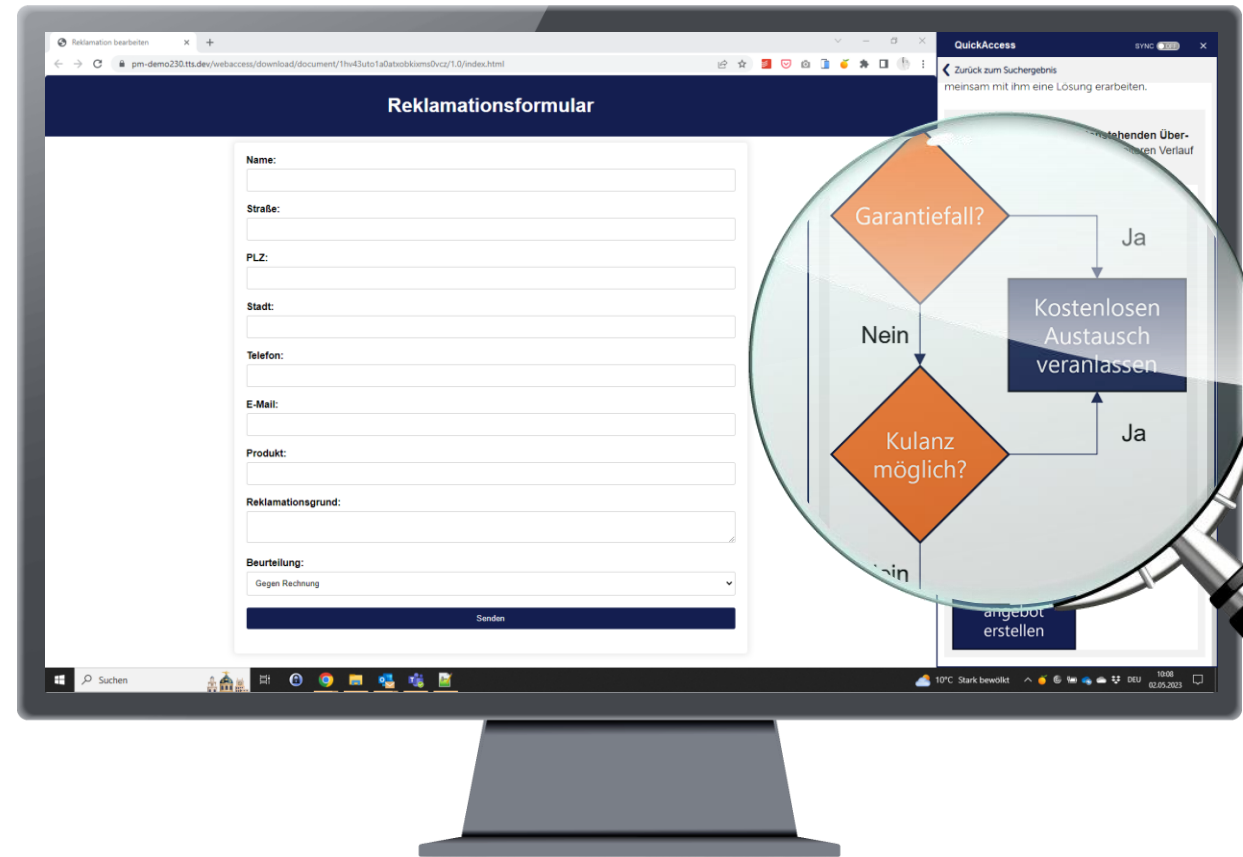 Reklamation bearbeiten
pm-demo230.tts.dev/webaccess/download/document/1hv43uto1a0atxobkixms0vcz/1.0/index.html
Reklamationsformular
Name:
Straße:
PLZ:
Stadt:
Telefon:
E-Mail:
Produkt:
Reklamationsgrund:
Beurteilung:
Gegen Rechnung
Senden
QuickAccess
SYNC
Zurück zum Suchergebnis
meinsam mit ihm eine Lösung erarbeiten.
Über-
Verlauf
Garantiefall?
Ja
Kostenlosen
Austausch
veranlassen
Nein
Kulanz
möglich?
Ja
angebot
erstellen
Suchen
10°C Stark bewölkt
DEU
10:08
02.05.2023